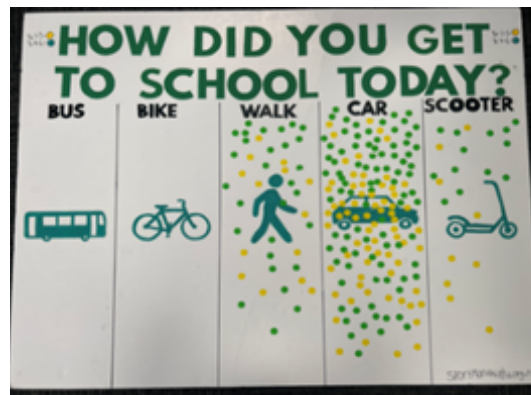 HOW DID YOU GET
TO SCHOOL TODAY?
BUS
BIKE
WALK
CAR
SCOOTER